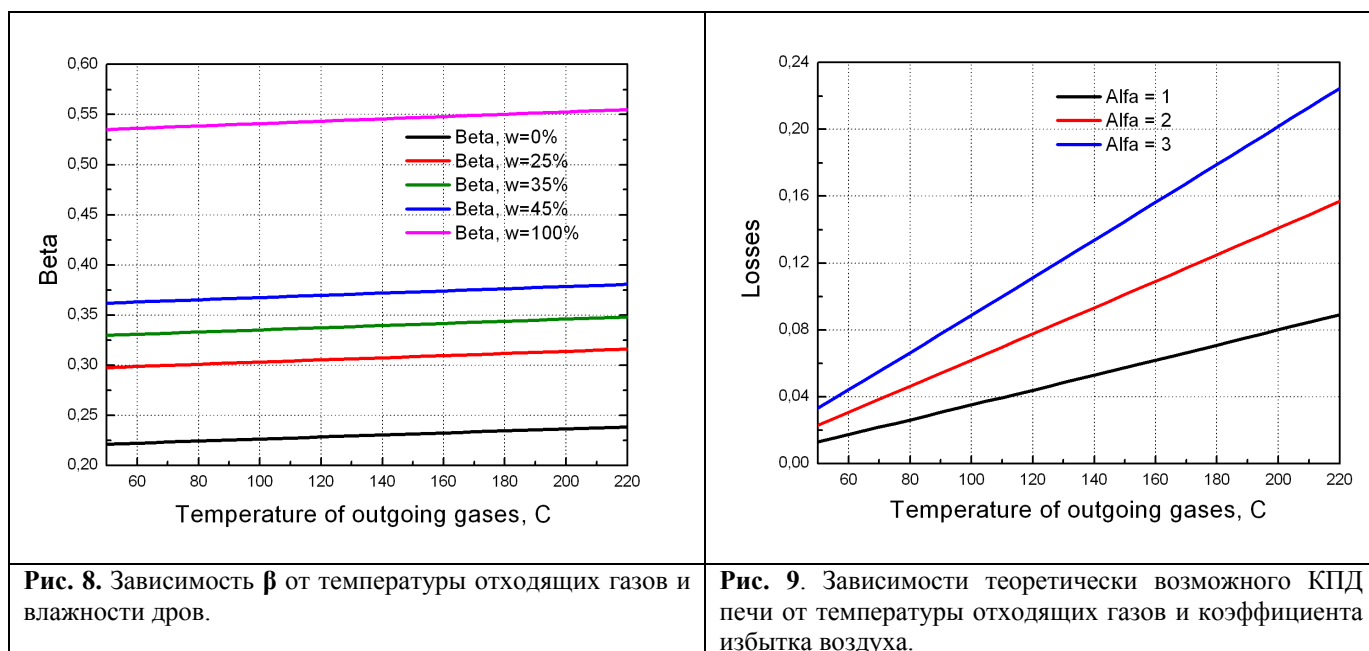 0,60
0,55
0,50
0,45
0,40
0,35
0,30
0,25
0,20
Beta
Beta, w=0%
Beta, w=25%
Beta, w=35%
Beta, w=45%
Beta, w=100%
60 80 100 120 140 160 180 200 220
Temperature of outgoing gases, C
0,24
0,20
0,16
0,12
0,08
0,04
0,00
Losses
Alfa = 1
Alfa = 2
Alfa = 3
60 80 100 120 140 160 180 200 220
Temperature of outgoing gases, C
Рис. 8. Зависимость β от температуры отходящих газов и
влажности дров.
Рис. 9. Зависимости теоретически возможного КПД
печи от температуры отходящих газов и коэффициента
избытка воздуха.